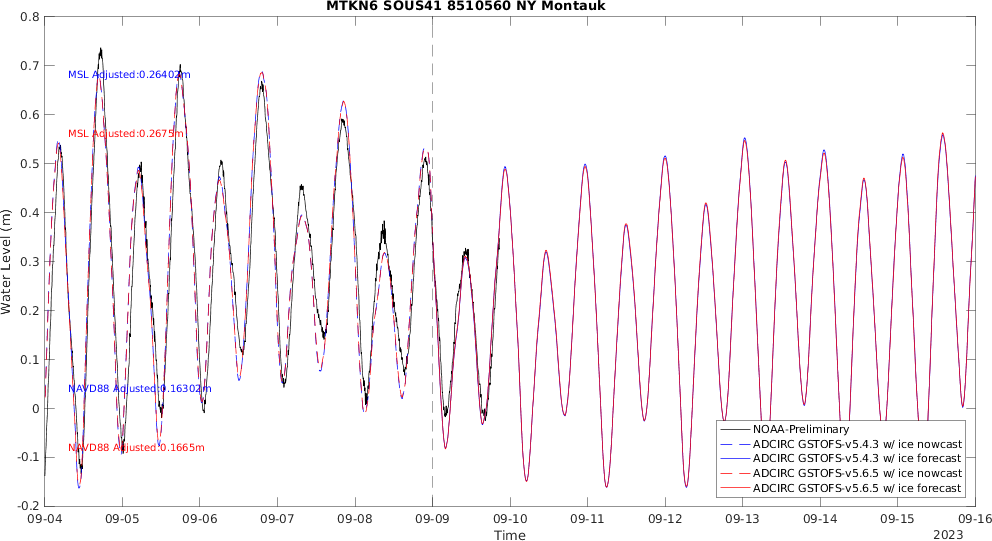 MTKN6 SOUS41 8510560 NY Montauk
0.8
0.7
0.6
0.5
0.4
0.3
0.2
0.1
0
-0.1
-0.2
Water Level (m)
MSL Adjusted:0.26402m
MSL Adjusted:0.2675m
NAVD88 Adjusted:0.16302m
NAVD88 Adjusted:0.1665m
NOAA-Preliminary
ADCIRC GSTOFS-v5.4.3 w/ ice nowcast
ADCIRC GSTOFS-v5.4.3 w/ ice forecast
ADCIRC GSTOFS-v5.6.5 w/ ice nowcast
ADCIRC GSTOFS-v5.6.5 w/ ice forecast
09-04 09-05 09-06 09-07 09-08 09-09 09-10 09-11 09-12 09-13 09-14 09-15 09-16
Time
2023